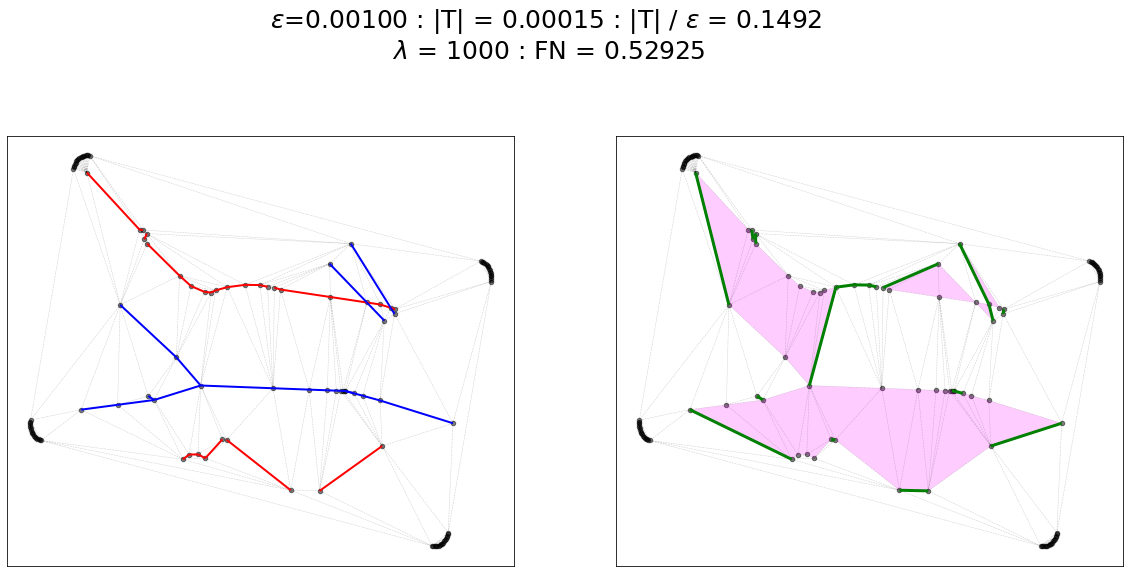 ε=0.00100 : |T| = 0.00015 : |T| / ε = 0.1492
λ = 1000 : FN = 0.52925